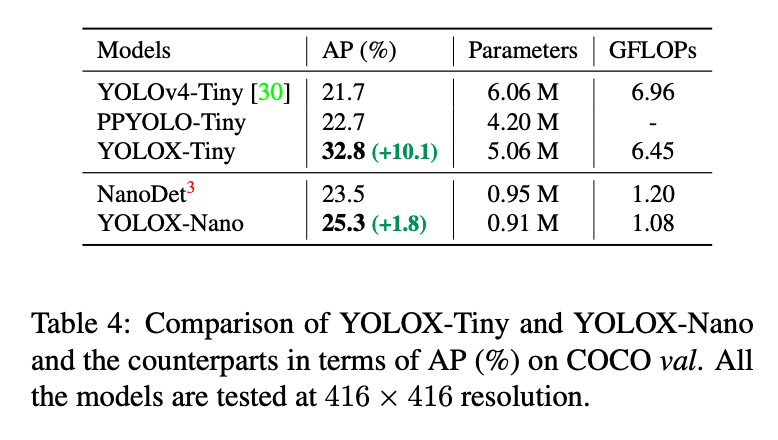 Models AP (%) Parameters GFLOPs
YOLOv4-Tiny [30] 21.7 6.06 M 6.96
PPYOLO-Tiny 22.7 4.20 M -
YOLOX-Tiny 32.8 (+10.1) 5.06 M 6.45
NanoDet3 23.5 0.95 M 1.20
YOLOX-Nano 25.3 (+1.8) 0.91 M 1.08
Table 4: Comparison of YOLOX-Tiny and YOLOX-Nano
and the counterparts in terms of AP (%) on COCO val. All
the models are tested at 416 × 416 resolution.